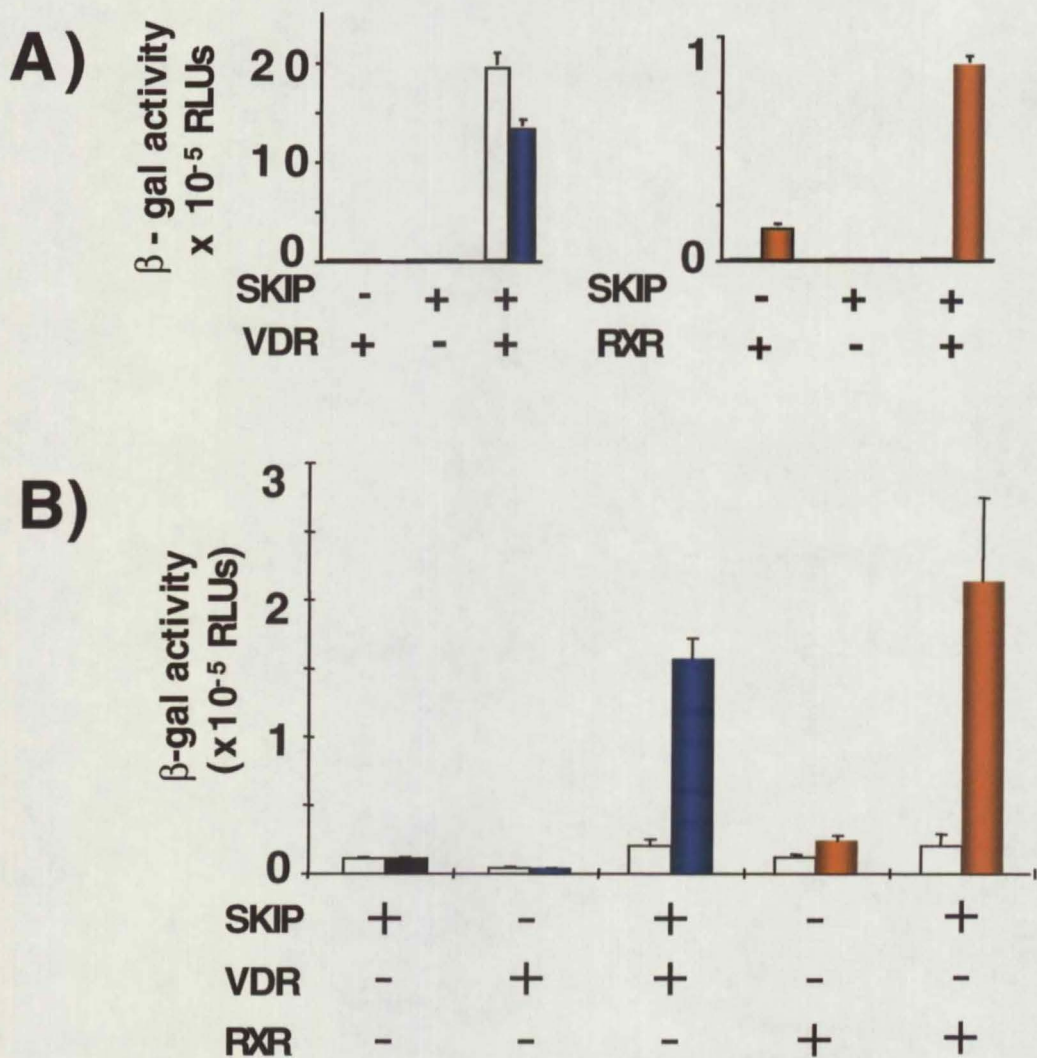 A)
β - gal activity
x 10-5 RLUs
20
10
0
SKIP - + +
VDR + - +
1
0
SKIP - + +
RXR + - +
B)
β-gal activity
(x10-5 RLUs)
3
2
1
0
SKIP + - + - +
VDR - + + - -
RXR - - - + +